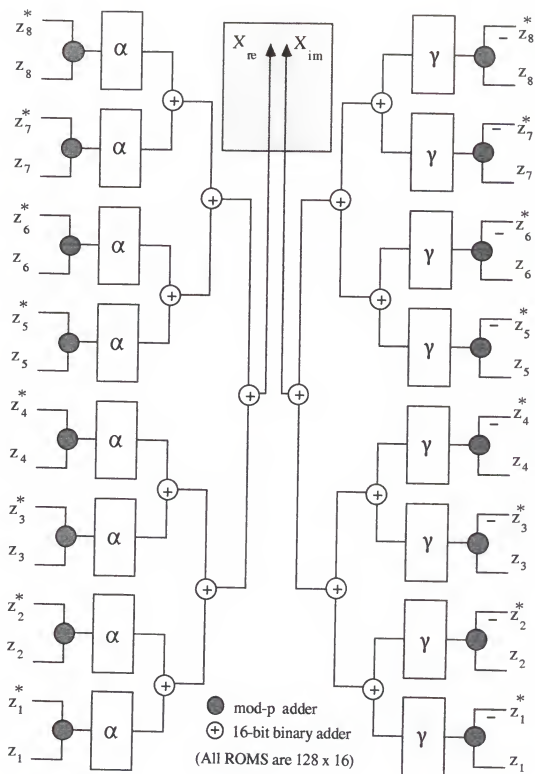 z*8 α X re X im γ − z*8
z8 z8
z*7 α γ − z*7
z7 + + z7
z*6 α + + γ − z*6
z6 z6
z*5 α + + γ − z*5
z5 z5
z*4 α + + γ − z*4
z4 z4
z*3 α + + γ − z*3
z3 z3
z*2 α + + γ − z*2
z2 z2
z*1 α + + γ − z*1
z1 z1
mod-p adder
+ 16-bit binary adder
(All ROMS are 128 x 16)